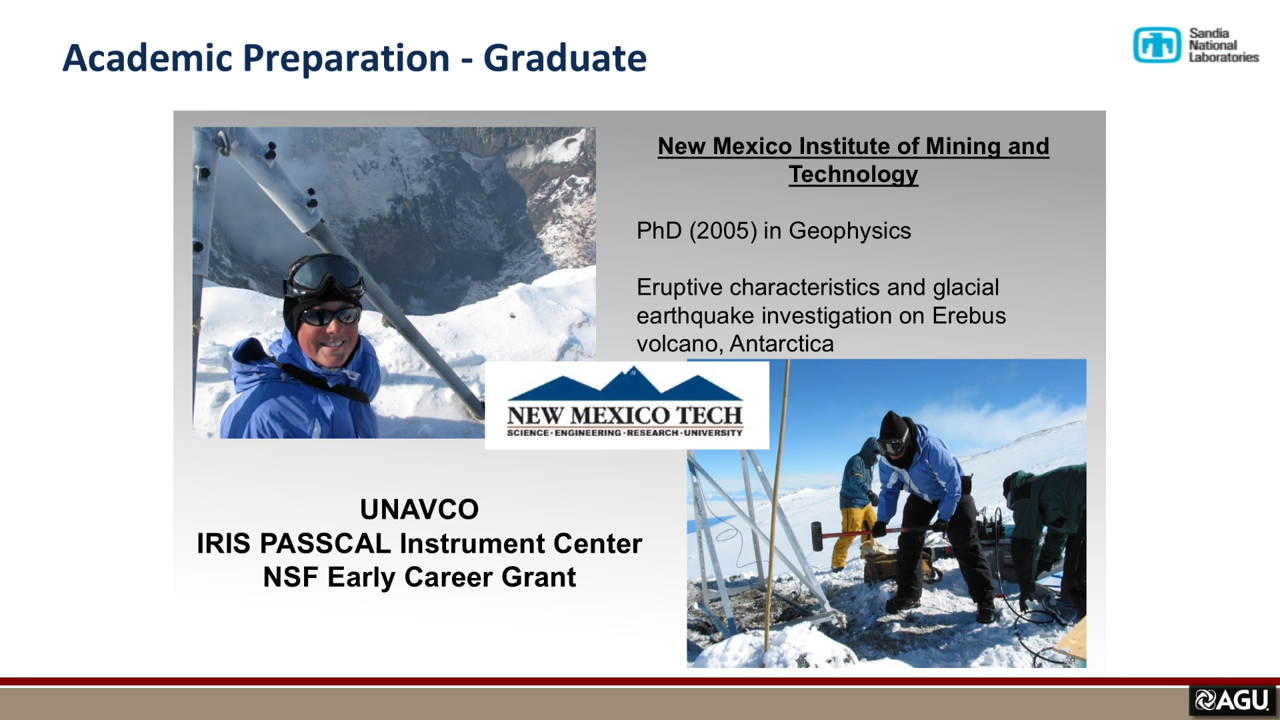 Academic Preparation - Graduate
Sandia
National
Laboratories
New Mexico Institute of Mining and
Technology
PhD (2005) in Geophysics
Eruptive characteristics and glacial
earthquake investigation on Erebus
volcano, Antarctica
NEW MEXICO TECH
SCIENCE · ENGINEERING · RESEARCH · UNIVERSITY
UNAVCO
IRIS PASSCAL Instrument Center
NSF Early Career Grant
AGU